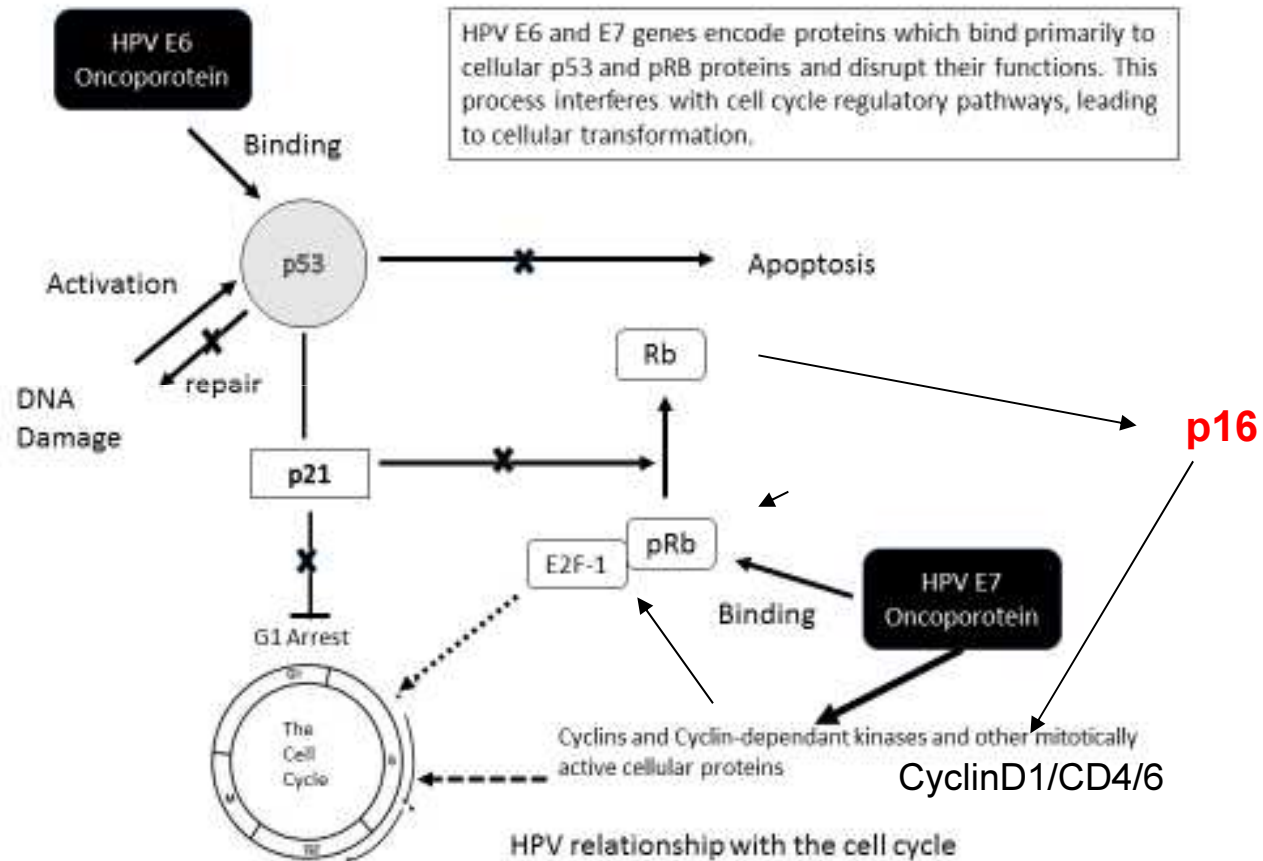 HPV E6
Oncoporotein
HPV E6 and E7 genes encode proteins which bind primarily to
cellular p53 and pRB proteins and disrupt their functions. This
process interferes with cell cycle regulatory pathways, leading
to cellular transformation.
Binding
p53
Apoptosis
Activation
repair
DNA
Damage
Rb
p16
p21
pRb
E2F-1
HPV E7
Oncoporotein
Binding
G1 Arrest
The
Cell
Cycle
Cyclins and Cyclin-dependant kinases and other mitotically
active cellular proteins
CyclinD1/CD4/6
HPV relationship with the cell cycle